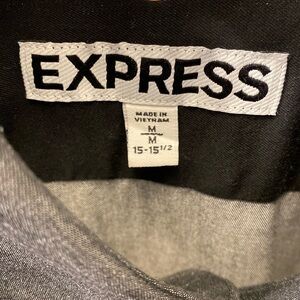 EXPRESS
MADE IN
VIETNAM
M
M
15-15 1/2